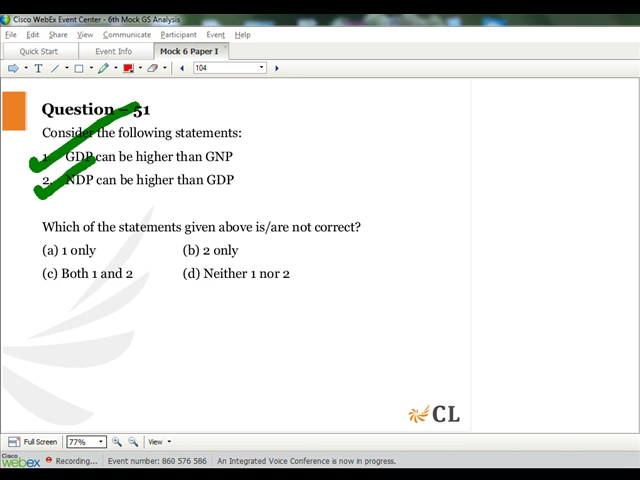 Cisco WebEx Event Center - 6th Mock GS Analysis
File Edit Share View Communicate Participant Event Help
Quick Start Event Info Mock 6 Paper I
T 104
Question – 51
Consider the following statements:
1. GDP can be higher than GNP
2. NDP can be higher than GDP
Which of the statements given above is/are not correct?
(a) 1 only (b) 2 only
(c) Both 1 and 2 (d) Neither 1 nor 2
CL
Full Screen 77% View
Cisco webex Recording... Event number: 860 576 586 An Integrated Voice Conference is now in progress.